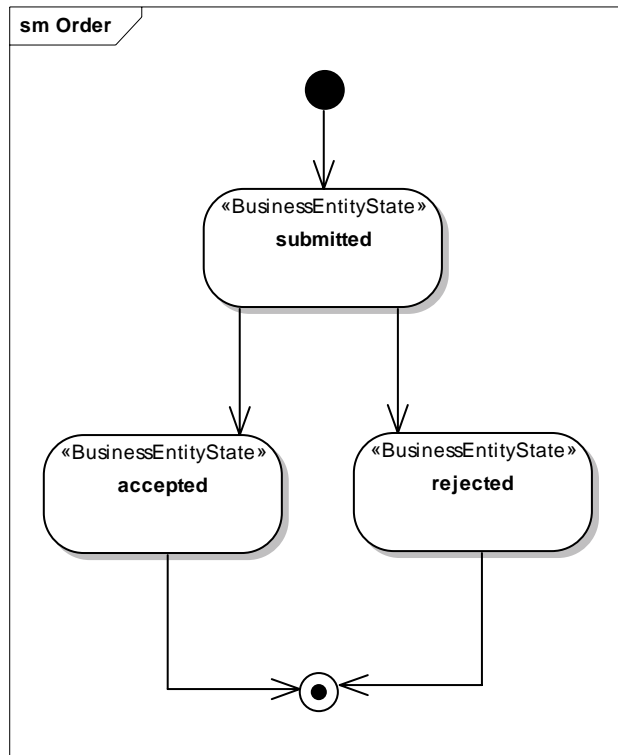 sm Order
«BusinessEntityState»
submitted
«BusinessEntityState»
accepted
«BusinessEntityState»
rejected